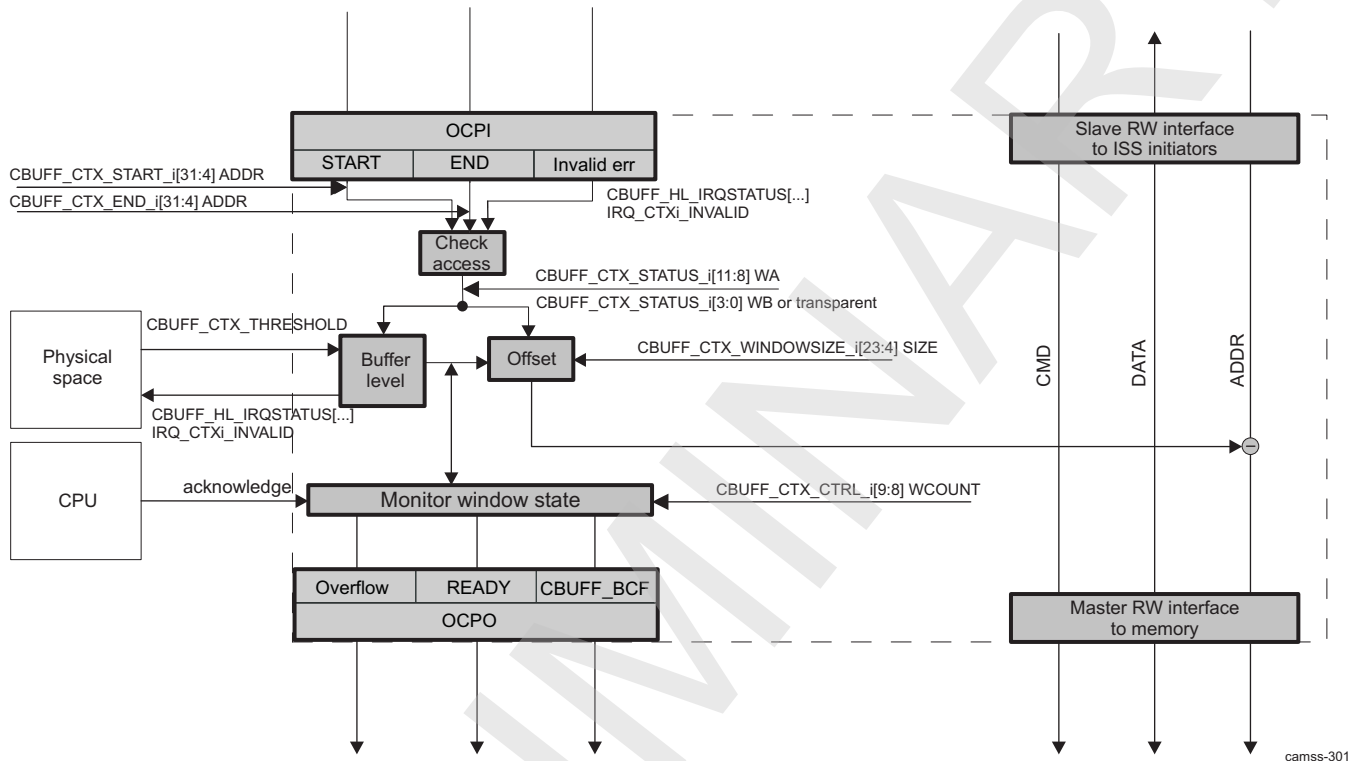 OCPI
START
END
Invalid err
Slave RW interface
to ISS initiators
CBUFF_CTX_START_i[31:4] ADDR
CBUFF_CTX_END_i[31:4] ADDR
CBUFF_HL_IRQSTATUS[...]
IRQ_CTXi_INVALID
Check
access
CBUFF_CTX_STATUS_i[11:8] WA
CBUFF_CTX_STATUS_i[3:0] WB or transparent
Physical
space
CBUFF_CTX_THRESHOLD
Buffer
level
Offset
CBUFF_CTX_WINDOWSIZE_i[23:4] SIZE
CMD
DATA
ADDR
CBUFF_HL_IRQSTATUS[...]
IRQ_CTXi_INVALID
CPU
acknowledge
Monitor window state
CBUFF_CTX_CTRL_i[9:8] WCOUNT
Overflow
READY
CBUFF_BCF
OCPO
Master RW interface
to memory
camss-301